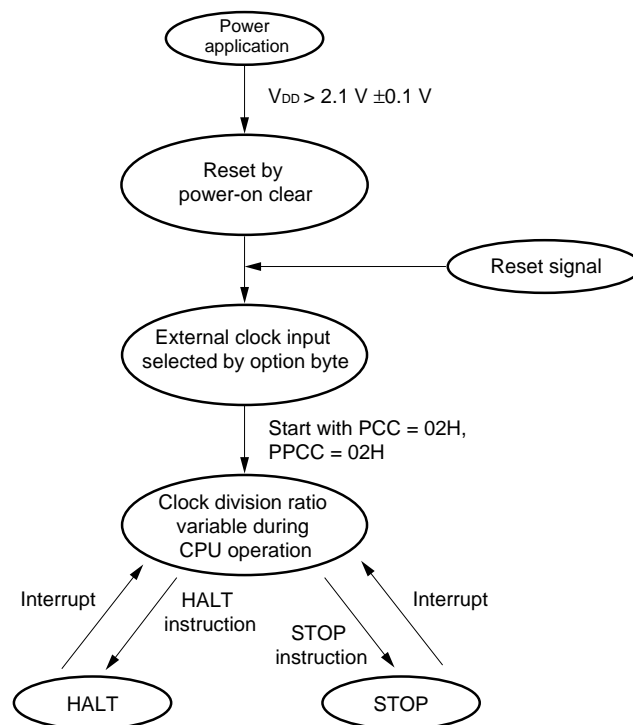 Power
application
VDD > 2.1 V ±0.1 V
Reset by
power-on clear
Reset signal
External clock input
selected by option byte
Start with PCC = 02H,
PPCC = 02H
Clock division ratio
variable during
CPU operation
Interrupt
HALT
instruction
STOP
instruction
Interrupt
HALT
STOP